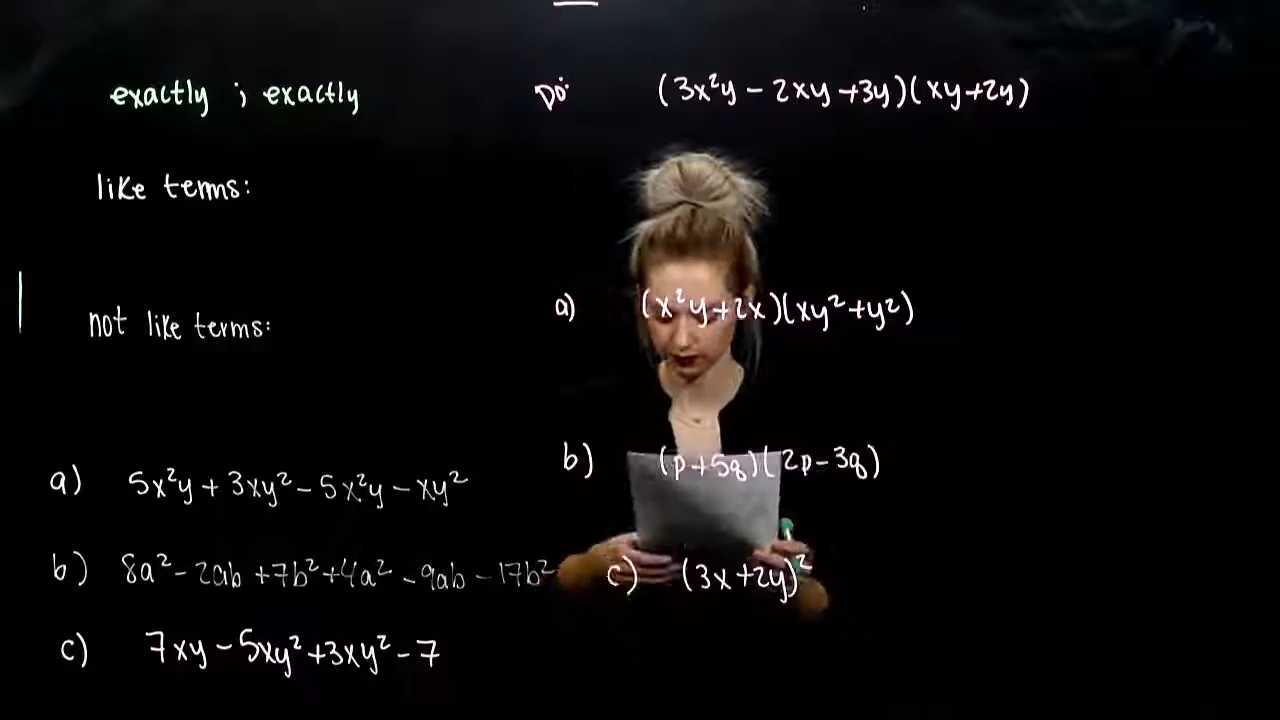 exactly ; exactly
like terms:
not like terms:
a) 5x²y + 3xy² - 5x²y - xy²
b) 8a² - 2ab + 7b² + 4a² - 9ab - 17b²
c) 7xy - 5xy² + 3xy² - 7
Do: (3x²y - 2xy + 3y)(xy + 2y)
a) (x²y + 2x)(xy² + y²)
b) (p + 5q)(2p - 3q)
c) (3x + 2y)²